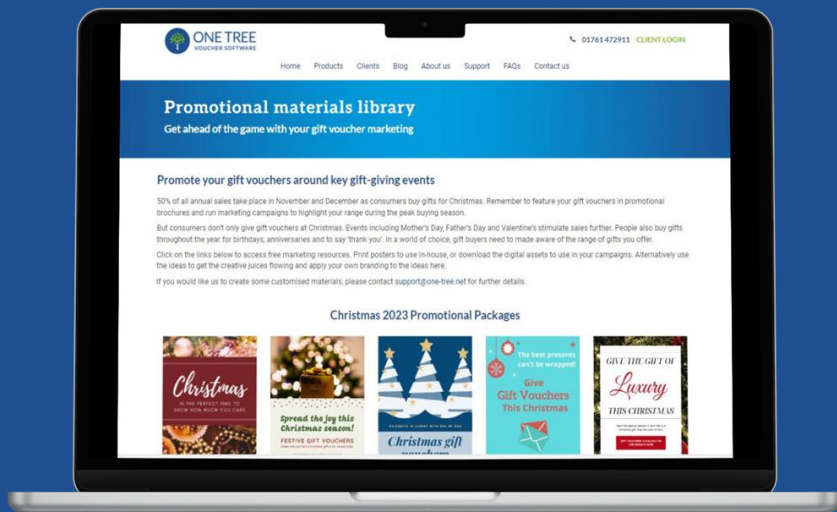 ONE TREE
VOUCHER SOFTWARE
01761 472911 CLIENT LOGIN
Home Products Clients Blog About us Support FAQs Contact us
Promotional materials library
Get ahead of the game with your gift voucher marketing
Promote your gift vouchers around key gift-giving events
50% of all annual sales take place in November and December as consumers buy gifts for Christmas. Remember to feature your gift vouchers in promotional
brochures and run marketing campaigns to highlight your range during the peak buying season.
But consumers don't only give gift vouchers at Christmas. Events including Mother's Day, Father's Day and Valentine's stimulate sales further. People also buy gifts
throughout the year for birthdays, anniversaries and to say 'thank you'. In a world of choice, gift buyers need to made aware of the range of gifts you offer.
Click on the links below to access free marketing resources. Print posters to use in-house, or download the digital assets to use in your campaigns. Alternatively use
the ideas to get the creative juices flowing and apply your own branding to the ideas here.
If you would like us to create some customised materials, please contact support@one-tree.net for further details.
Christmas 2023 Promotional Packages
Christmas
IS THE PERFECT TIME TO
SHOW HOW MUCH YOU CARE
Spread the joy this
Christmas season!
FESTIVE GIFT VOUCHERS
Christmas gift
vouchers
The best presents
can't be wrapped!
Give
Gift Vouchers
This Christmas
GIVE THE GIFT OF
Luxury
THIS CHRISTMAS